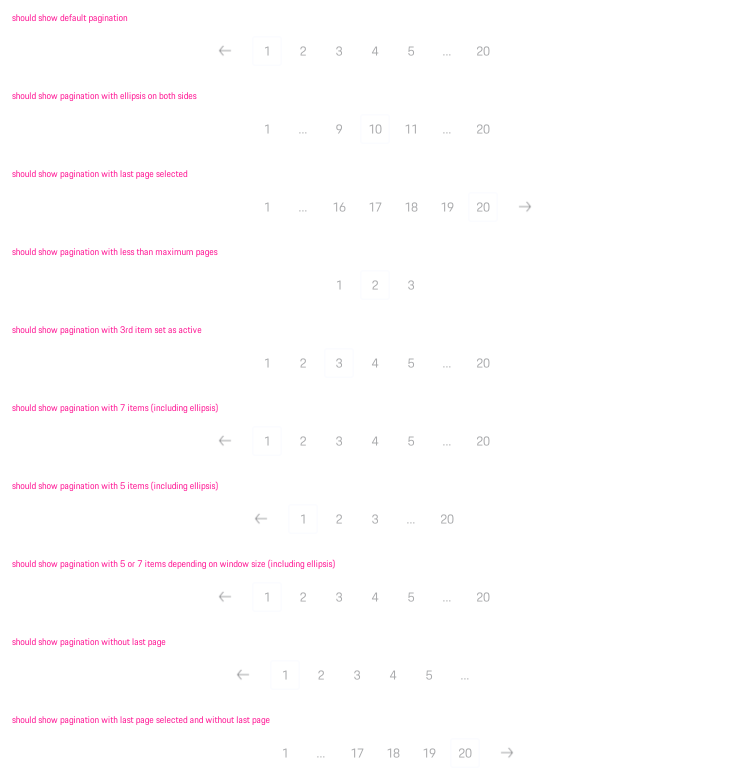 should show default pagination
← 1 2 3 4 5 ... 20
should show pagination with ellipsis on both sides
1 ... 9 10 11 ... 20
should show pagination with last page selected
1 ... 16 17 18 19 20 →
should show pagination with less than maximum pages
1 2 3
should show pagination with 3rd item set as active
1 2 3 4 5 ... 20
should show pagination with 7 items (including ellipsis)
← 1 2 3 4 5 ... 20
should show pagination with 5 items (including ellipsis)
← 1 2 3 ... 20
should show pagination with 5 or 7 items depending on window size (including ellipsis)
← 1 2 3 4 5 ... 20
should show pagination without last page
← 1 2 3 4 5 ...
should show pagination with last page selected and without last page
1 ... 17 18 19 20 →